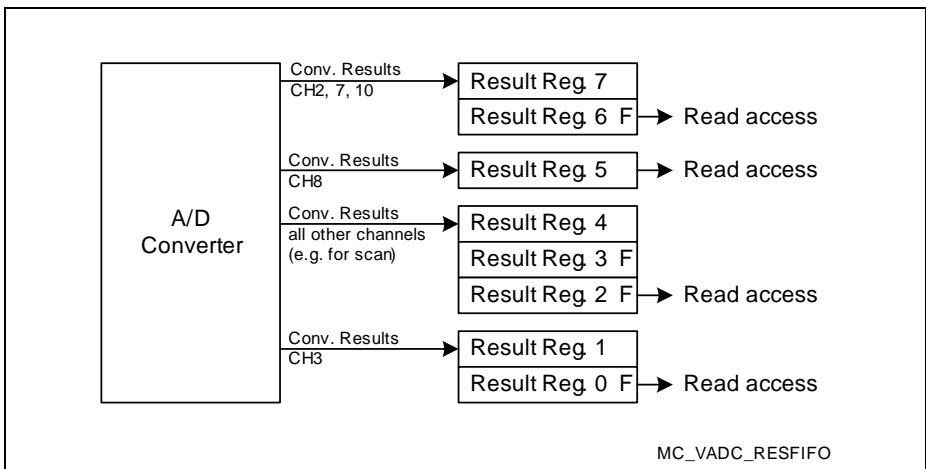 A/D
Converter
Conv. Results
CH2, 7, 10
Result Reg. 7
Result Reg. 6 F
Read access
Conv. Results
CH8
Result Reg. 5
Read access
Conv. Results
all other channels
(e.g. for scan)
Result Reg. 4
Result Reg. 3 F
Result Reg. 2 F
Read access
Conv. Results
CH3
Result Reg. 1
Result Reg. 0 F
Read access
MC_VADC_RESFIFO